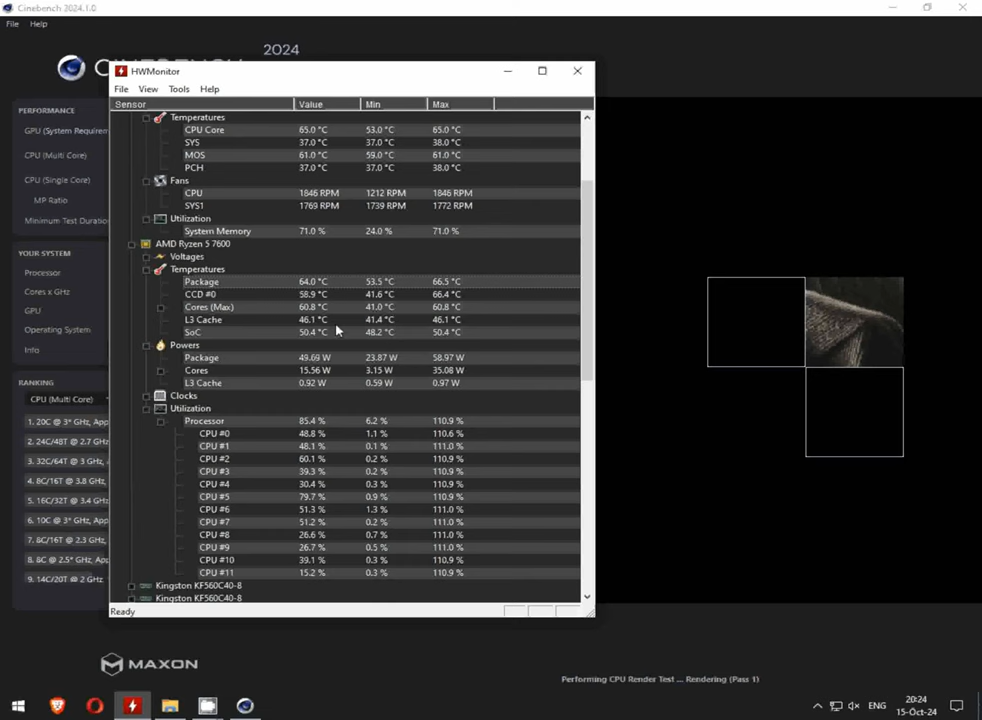 Cinebench 2024.1.0
File Help
2024
HWMonitor
File View Tools Help
Sensor Value Min Max
Temperatures
CPU Core 65.0 °C 53.0 °C 65.0 °C
SYS 37.0 °C 37.0 °C 38.0 °C
MOS 61.0 °C 59.0 °C 61.0 °C
PCH 37.0 °C 37.0 °C 38.0 °C
Fans
CPU 1846 RPM 1212 RPM 1846 RPM
SYS1 1769 RPM 1739 RPM 1772 RPM
Utilization
System Memory 71.0 % 24.0 % 71.0 %
AMD Ryzen 5 7600
Voltages
Temperatures
Package 64.0 °C 53.5 °C 66.5 °C
CCD #0 58.9 °C 41.6 °C 66.4 °C
Cores (Max) 60.8 °C 41.0 °C 60.8 °C
L3 Cache 46.1 °C 41.4 °C 46.1 °C
SoC 50.4 °C 48.2 °C 50.4 °C
Powers
Package 49.69 W 23.87 W 58.97 W
Cores 15.56 W 3.15 W 35.08 W
L3 Cache 0.92 W 0.59 W 0.97 W
Clocks
Utilization
Processor 85.4 % 6.2 % 110.9 %
CPU #0 48.8 % 1.1 % 110.6 %
CPU #1 48.1 % 0.1 % 111.0 %
CPU #2 60.1 % 0.2 % 110.9 %
CPU #3 39.3 % 0.2 % 110.9 %
CPU #4 30.4 % 0.3 % 110.9 %
CPU #5 79.7 % 0.9 % 110.9 %
CPU #6 51.3 % 1.3 % 110.9 %
CPU #7 51.2 % 0.2 % 111.0 %
CPU #8 26.6 % 0.7 % 110.9 %
CPU #9 26.7 % 0.5 % 110.9 %
CPU #10 39.1 % 0.3 % 110.9 %
CPU #11 15.2 % 0.3 % 110.9 %
Kingston KF560C40-8
Kingston KF560C40-8
Ready
PERFORMANCE
GPU (System Requirem
CPU (Multi Core)
CPU (Single Core)
MP Ratio
Minimum Test Duratio
YOUR SYSTEM
Processor
Cores x GHz
GPU
Operating System
Info
RANKING
CPU (Multi Core)
1. 20C @ 3* GHz, App
2. 24C/48T @ 2.7 GHz
3. 32C/64T @ 3 GHz,
4. 8C/16T @ 3.8 GHz,
5. 16C/32T @ 3.4 GHz
6. 10C @ 3* GHz, App
7. 8C/16T @ 2.3 GHz,
8. 8C @ 2.5* GHz, App
9. 14C/20T @ 2 GHz,
MAXON
Performing CPU Render Test ... Rendering (Pass 1)
ENG
20:24
15-Oct-24